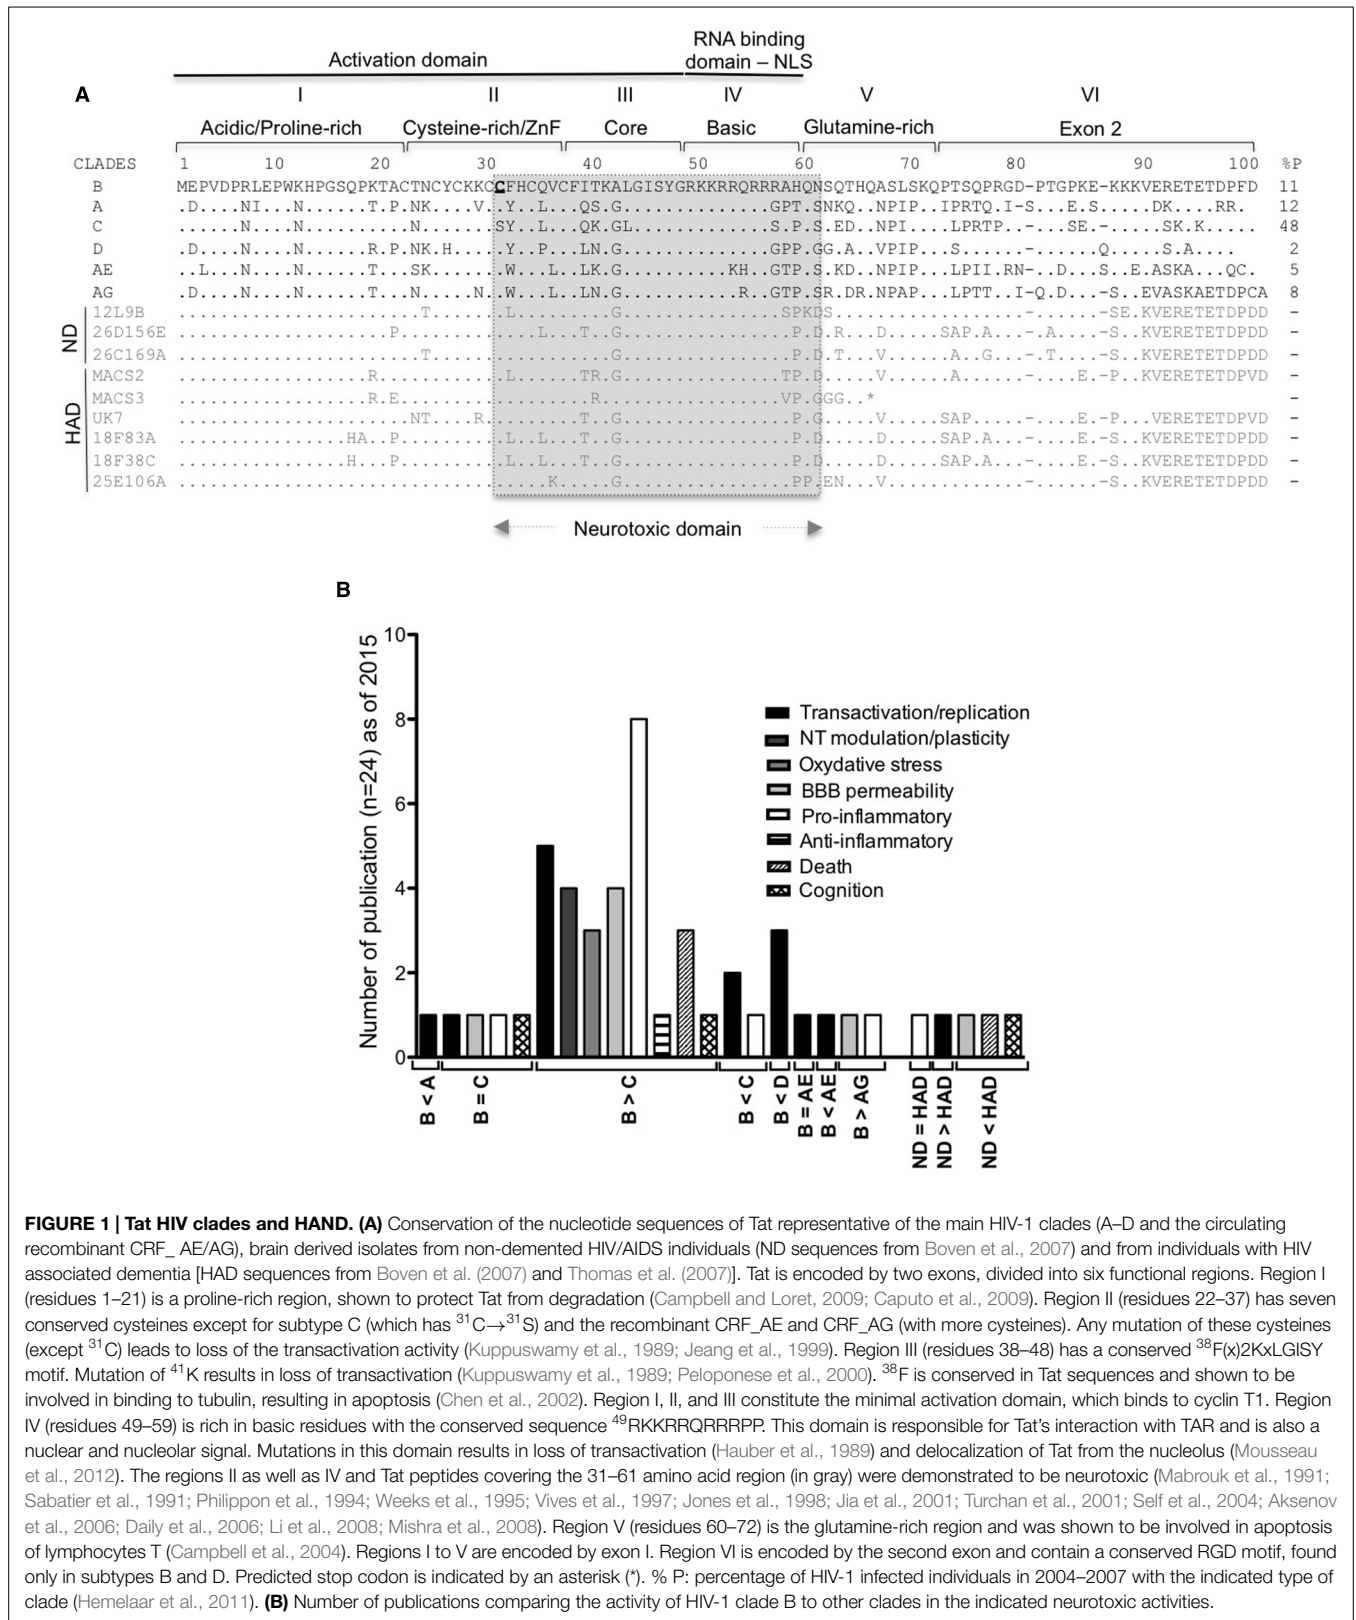 RNA binding
Activation domain domain – NLS
A I II III IV V VI
Acidic/Proline-rich Cysteine-rich/ZnF Core Basic Glutamine-rich Exon 2
CLADES 1 10 20 30 40 50 60 70 80 90 100 %P
B MEPVDPRLEPWKHPGSQPKTACTNCYCKKCCFHCQVCFITKALGISYGRKKRRQRRRAHQNSQTHQASLSKQPTSQPRGD-PTGPKE-KKKVERETETDPFD 11
A 12
C 48
D 2
AE 5
AG 8
ND
12L9B –
26D156E –
26C169A –
HAD
MACS2 –
MACS3 –
UK7 –
18F83A –
18F38C –
25E106A –
Neurotoxic domain
B
Number of publication (n=24) as of 2015
10
8
6
4
2
0
Transactivation/replication
NT modulation/plasticity
Oxydative stress
BBB permeability
Pro-inflammatory
Anti-inflammatory
Death
Cognition
B < A
B = C
B > C
B < C
B < D
B = AE
B < AE
B > AG
ND = HAD
ND > HAD
ND < HAD
FIGURE 1 | Tat HIV clades and HAND. (A) Conservation of the nucleotide sequences of Tat representative of the main HIV-1 clades (A–D and the circulating
recombinant CRF_ AE/AG), brain derived isolates from non-demented HIV/AIDS individuals (ND sequences from Boven et al., 2007) and from individuals with HIV
associated dementia [HAD sequences from Boven et al. (2007) and Thomas et al. (2007)]. Tat is encoded by two exons, divided into six functional regions. Region I
(residues 1–21) is a proline-rich region, shown to protect Tat from degradation (Campbell and Loret, 2009; Caputo et al., 2009). Region II (residues 22–37) has seven
conserved cysteines except for subtype C (which has ³¹C→³¹S) and the recombinant CRF_AE and CRF_AG (with more cysteines). Any mutation of these cysteines
(except ³¹C) leads to loss of the transactivation activity (Kuppuswamy et al., 1989; Jeang et al., 1999). Region III (residues 38–48) has a conserved ³⁸F(x)2KxLGISY
motif. Mutation of ⁴¹K results in loss of transactivation (Kuppuswamy et al., 1989; Peloponese et al., 2000). ³⁸F is conserved in Tat sequences and shown to be
involved in binding to tubulin, resulting in apoptosis (Chen et al., 2002). Region I, II, and III constitute the minimal activation domain, which binds to cyclin T1. Region
IV (residues 49–59) is rich in basic residues with the conserved sequence ⁴⁹RKKRRQRRRPP. This domain is responsible for Tat's interaction with TAR and is also a
nuclear and nucleolar signal. Mutations in this domain results in loss of transactivation (Hauber et al., 1989) and delocalization of Tat from the nucleolus (Mousseau
et al., 2012). The regions II as well as IV and Tat peptides covering the 31–61 amino acid region (in gray) were demonstrated to be neurotoxic (Mabrouk et al., 1991;
Sabatier et al., 1991; Philippon et al., 1994; Weeks et al., 1995; Vives et al., 1997; Jones et al., 1998; Jia et al., 2001; Turchan et al., 2001; Self et al., 2004; Aksenov
et al., 2006; Daily et al., 2006; Li et al., 2008; Mishra et al., 2008). Region V (residues 60–72) is the glutamine-rich region and was shown to be involved in apoptosis
of lymphocytes T (Campbell et al., 2004). Regions I to V are encoded by exon I. Region VI is encoded by the second exon and contain a conserved RGD motif, found
only in subtypes B and D. Predicted stop codon is indicated by an asterisk (*). % P: percentage of HIV-1 infected individuals in 2004–2007 with the indicated type of
clade (Hemelaar et al., 2011). (B) Number of publications comparing the activity of HIV-1 clade B to other clades in the indicated neurotoxic activities.